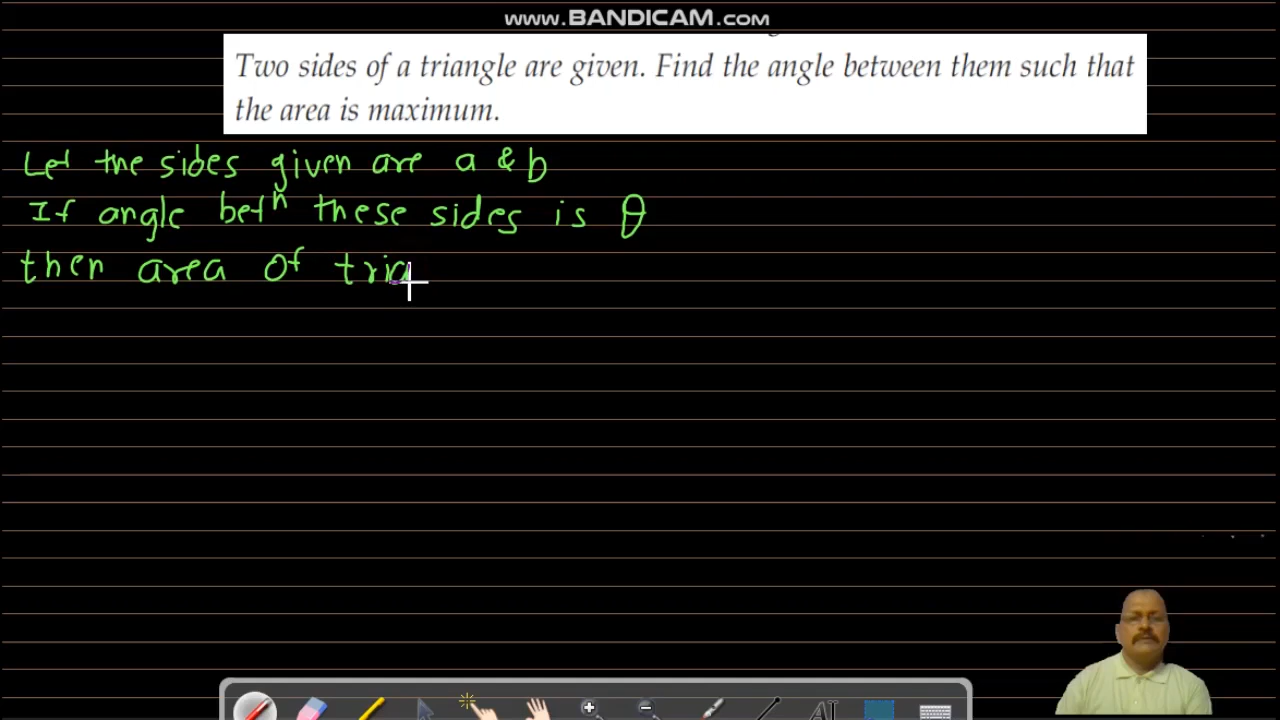 WWW.BANDICAM.COM
Two sides of a triangle are given. Find the angle between them such that
the area is maximum.
Let the sides given are a & b
If angle betⁿ these sides is θ
then area of tria